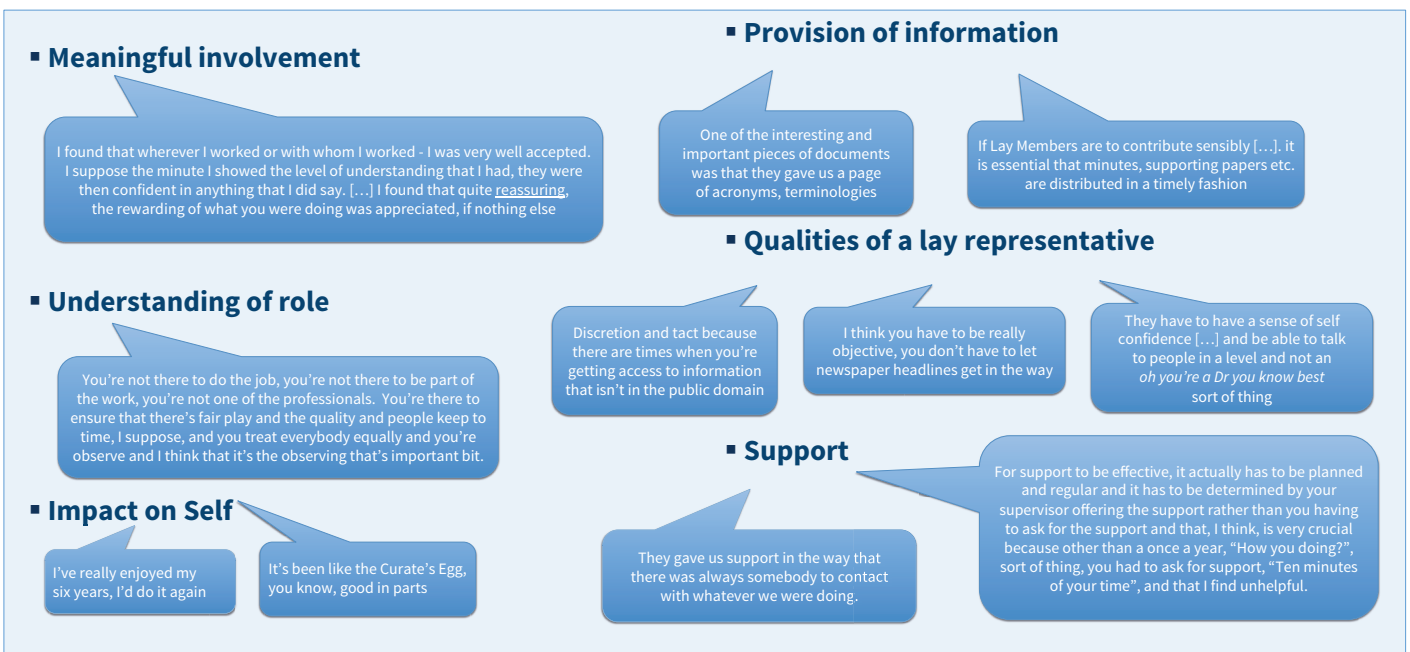 ▪ Meaningful involvement
I found that wherever I worked or with whom I worked - I was very well accepted.
I suppose the minute I showed the level of understanding that I had, they were
then confident in anything that I did say. […] I found that quite reassuring,
the rewarding of what you were doing was appreciated, if nothing else
▪ Understanding of role
You’re not there to do the job, you’re not there to be part of
the work, you’re not one of the professionals.  You’re there to
ensure that there’s fair play and the quality and people keep to
time, I suppose, and you treat everybody equally and you’re
observe and I think that it’s the observing that’s important bit.
▪ Impact on Self
I’ve really enjoyed my
six years, I’d do it again
It’s been like the Curate’s Egg,
you know, good in parts
▪ Provision of information
One of the interesting and
important pieces of documents
was that they gave us a page
of acronyms, terminologies
If Lay Members are to contribute sensibly […]. it
is essential that minutes, supporting papers etc.
are distributed in a timely fashion
▪ Qualities of a lay representative
Discretion and tact because
there are times when you’re
getting access to information
that isn’t in the public domain
I think you have to be really
objective, you don’t have to let
newspaper headlines get in the way
They have to have a sense of self
confidence […] and be able to talk
to people in a level and not an
oh you’re a Dr you know best
sort of thing
▪ Support
They gave us support in the way that
there was always somebody to contact
with whatever we were doing.
For support to be effective, it actually has to be planned
and regular and it has to be determined by your
supervisor offering the support rather than you having
to ask for the support and that, I think, is very crucial
because other than a once a year, “How you doing?”,
sort of thing, you had to ask for support, “Ten minutes
of your time”, and that I find unhelpful.